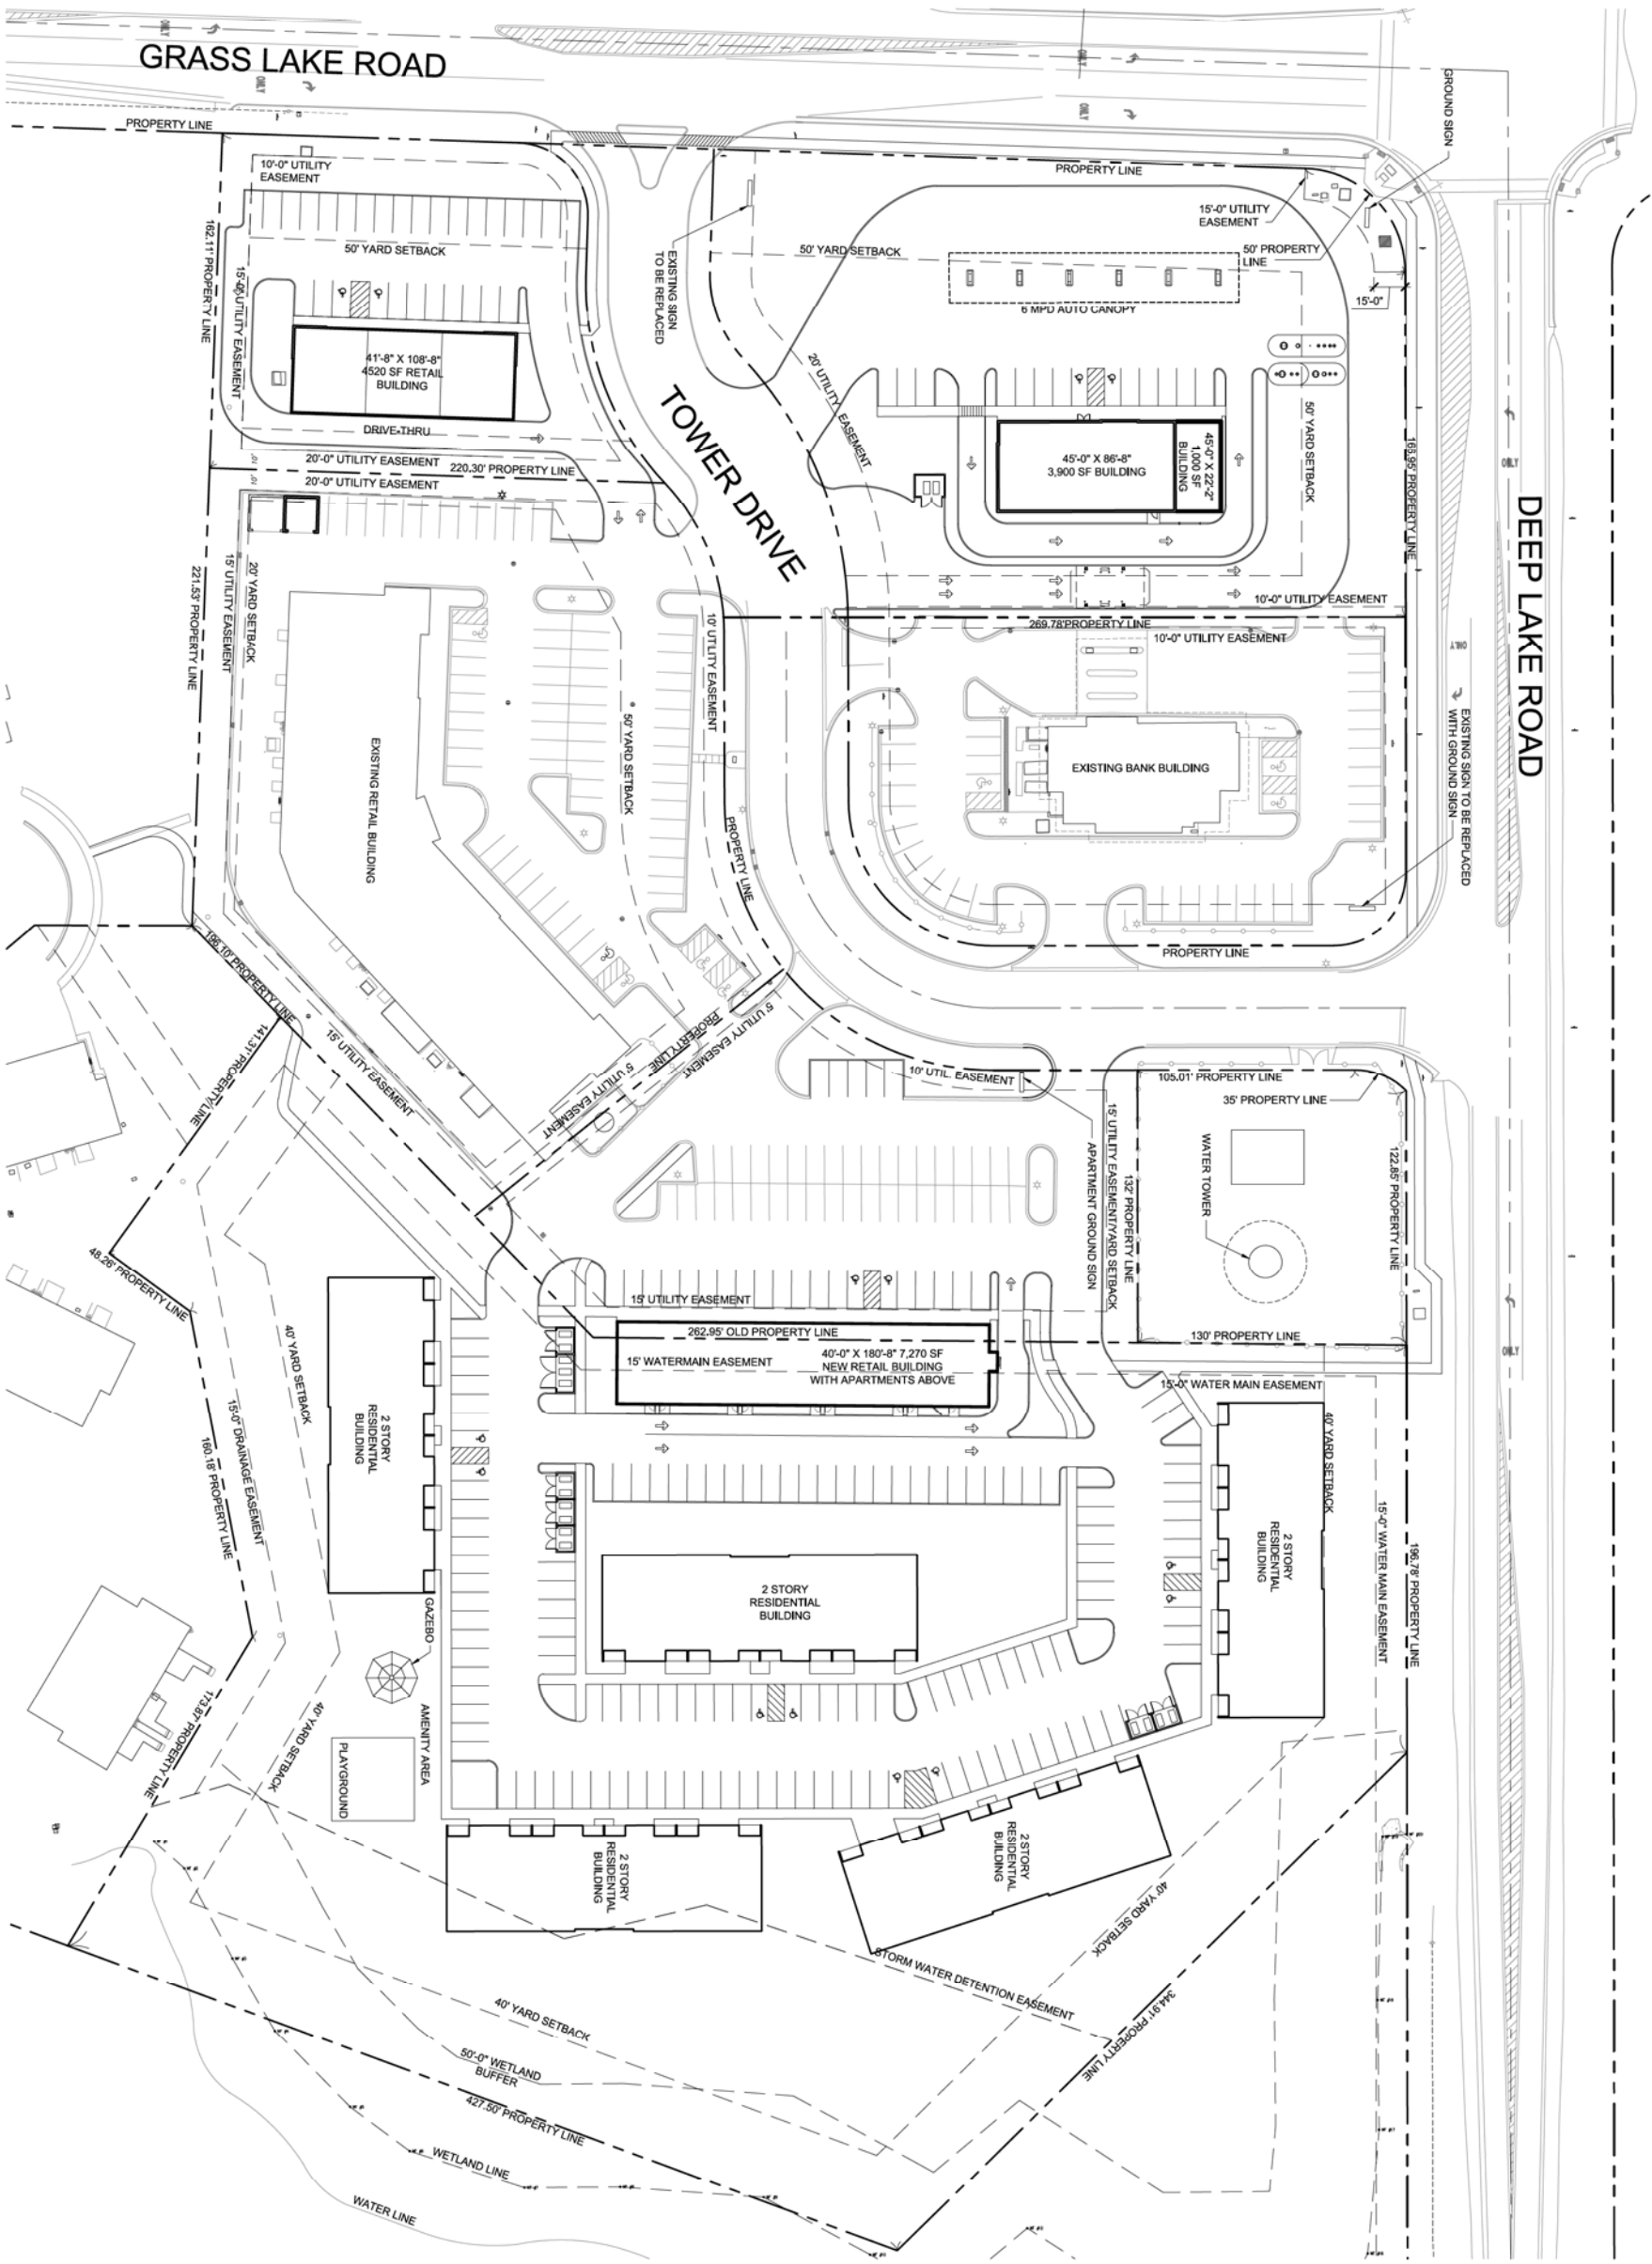 ONLY
GRASS LAKE ROAD
ONLY
ONLY
ONLY
GROUND SIGN
PROPERTY LINE
10'-0" UTILITY
EASEMENT
PROPERTY LINE
15'-0" UTILITY
EASEMENT
50' YARD SETBACK
50' YARD SETBACK
50' PROPERTY
LINE
15'-0"
162.11' PROPERTY LINE
15'-0" UTILITY EASEMENT
EXISTING SIGN
TO BE REPLACED
6 MPD AUTO CANOPY
41'-8" X 108'-8"
4520 SF RETAIL
BUILDING
20' UTILITY EASEMENT
TOWER DRIVE
DRIVE-THRU
45'-0" X 86'-8"
3,900 SF BUILDING
45'-0" X 22'-2"
1,000 SF
BUILDING
50' YARD SETBACK
168.95' PROPERTY LINE
ONLY
DEEP LAKE ROAD
20'-0" UTILITY EASEMENT
10'
220.30' PROPERTY LINE
20'-0" UTILITY EASEMENT
10'
221.53' PROPERTY LINE
15' UTILITY EASEMENT
20' YARD SETBACK
10'-0" UTILITY EASEMENT
269.78'PROPERTY LINE
10'-0" UTILITY EASEMENT
10' UTILITY EASEMENT
50' YARD SETBACK
ONLY
EXISTING SIGN TO BE REPLACED
WITH GROUND SIGN
EXISTING RETAIL BUILDING
EXISTING BANK BUILDING
PROPERTY LINE
PROPERTY LINE
196.10' PROPERTY LINE
141.31' PROPERTY LINE
15' UTILITY EASEMENT
5' UTILITY EASEMENT
PROPERTY LINE
5' UTILITY EASEMENT
10' UTIL. EASEMENT
APARTMENT GROUND SIGN
15' UTILITY EASEMENT/YARD SETBACK
132' PROPERTY LINE
105.01' PROPERTY LINE
35' PROPERTY LINE
WATER TOWER
122.85' PROPERTY LINE
48.26' PROPERTY LINE
40' YARD SETBACK
15' UTILITY EASEMENT
262.95' OLD PROPERTY LINE
130' PROPERTY LINE
ONLY
15' WATERMAIN EASEMENT
40'-0" X 180'-8" 7,270 SF
NEW RETAIL BUILDING
WITH APARTMENTS ABOVE
15'-0" WATER MAIN EASEMENT
2 STORY
RESIDENTIAL
BUILDING
40' YARD SETBACK
15'-0" DRAINAGE EASEMENT
160.18' PROPERTY LINE
2 STORY
RESIDENTIAL
BUILDING
15'-0" WATER MAIN EASEMENT
196.78' PROPERTY LINE
2 STORY
RESIDENTIAL
BUILDING
GAZEBO
173.87' PROPERTY LINE
40' YARD SETBACK
AMENITY AREA
PLAYGROUND
2 STORY
RESIDENTIAL
BUILDING
2 STORY
RESIDENTIAL
BUILDING
40' YARD SETBACK
STORM WATER DETENTION EASEMENT
344.91' PROPERTY LINE
40' YARD SETBACK
50'-0" WETLAND
BUFFER
427.50' PROPERTY LINE
WETLAND LINE
WATER LINE